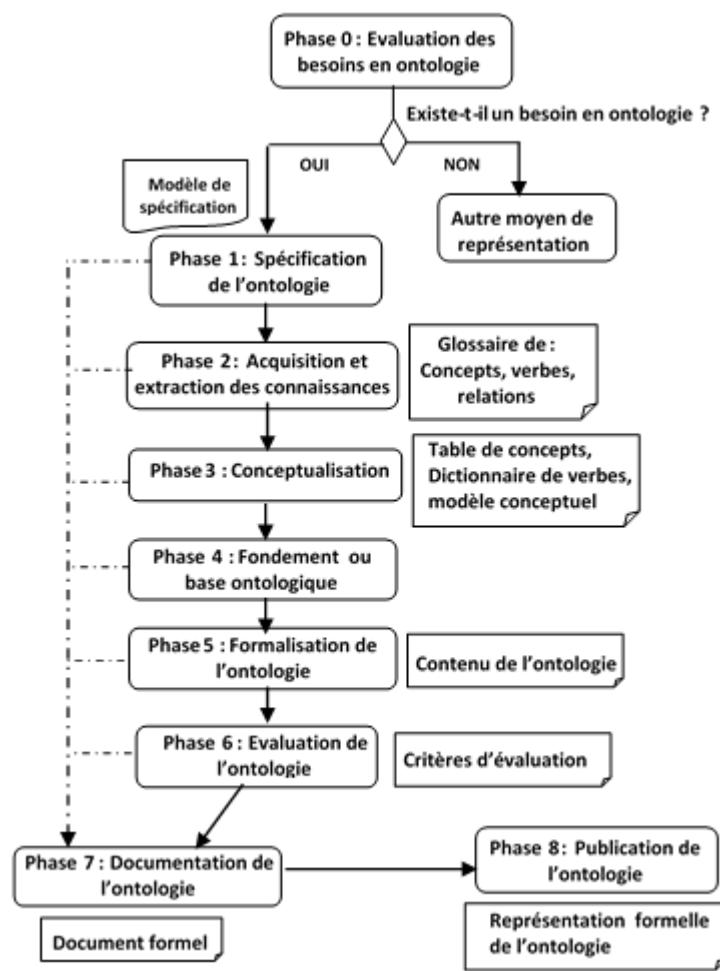 Phase 0 : Evaluation des
besoins en ontologie
Existe-t-il un besoin en ontologie ?
OUI
NON
Modèle de
spécification
Autre moyen de
représentation
Phase 1 : Spécification
de l’ontologie
Phase 2 : Acquisition et
extraction des connaissances
Glossaire de :
Concepts, verbes,
relations
Phase 3 : Conceptualisation
Table de concepts,
Dictionnaire de verbes,
modèle conceptuel
Phase 4 : Fondement ou
base ontologique
Phase 5 : Formalisation de
l’ontologie
Contenu de l’ontologie
Phase 6 : Evaluation de
l’ontologie
Critères d’évaluation
Phase 7 : Documentation de
l’ontologie
Phase 8 : Publication de
l’ontologie
Document formel
Représentation formelle
de l’ontologie